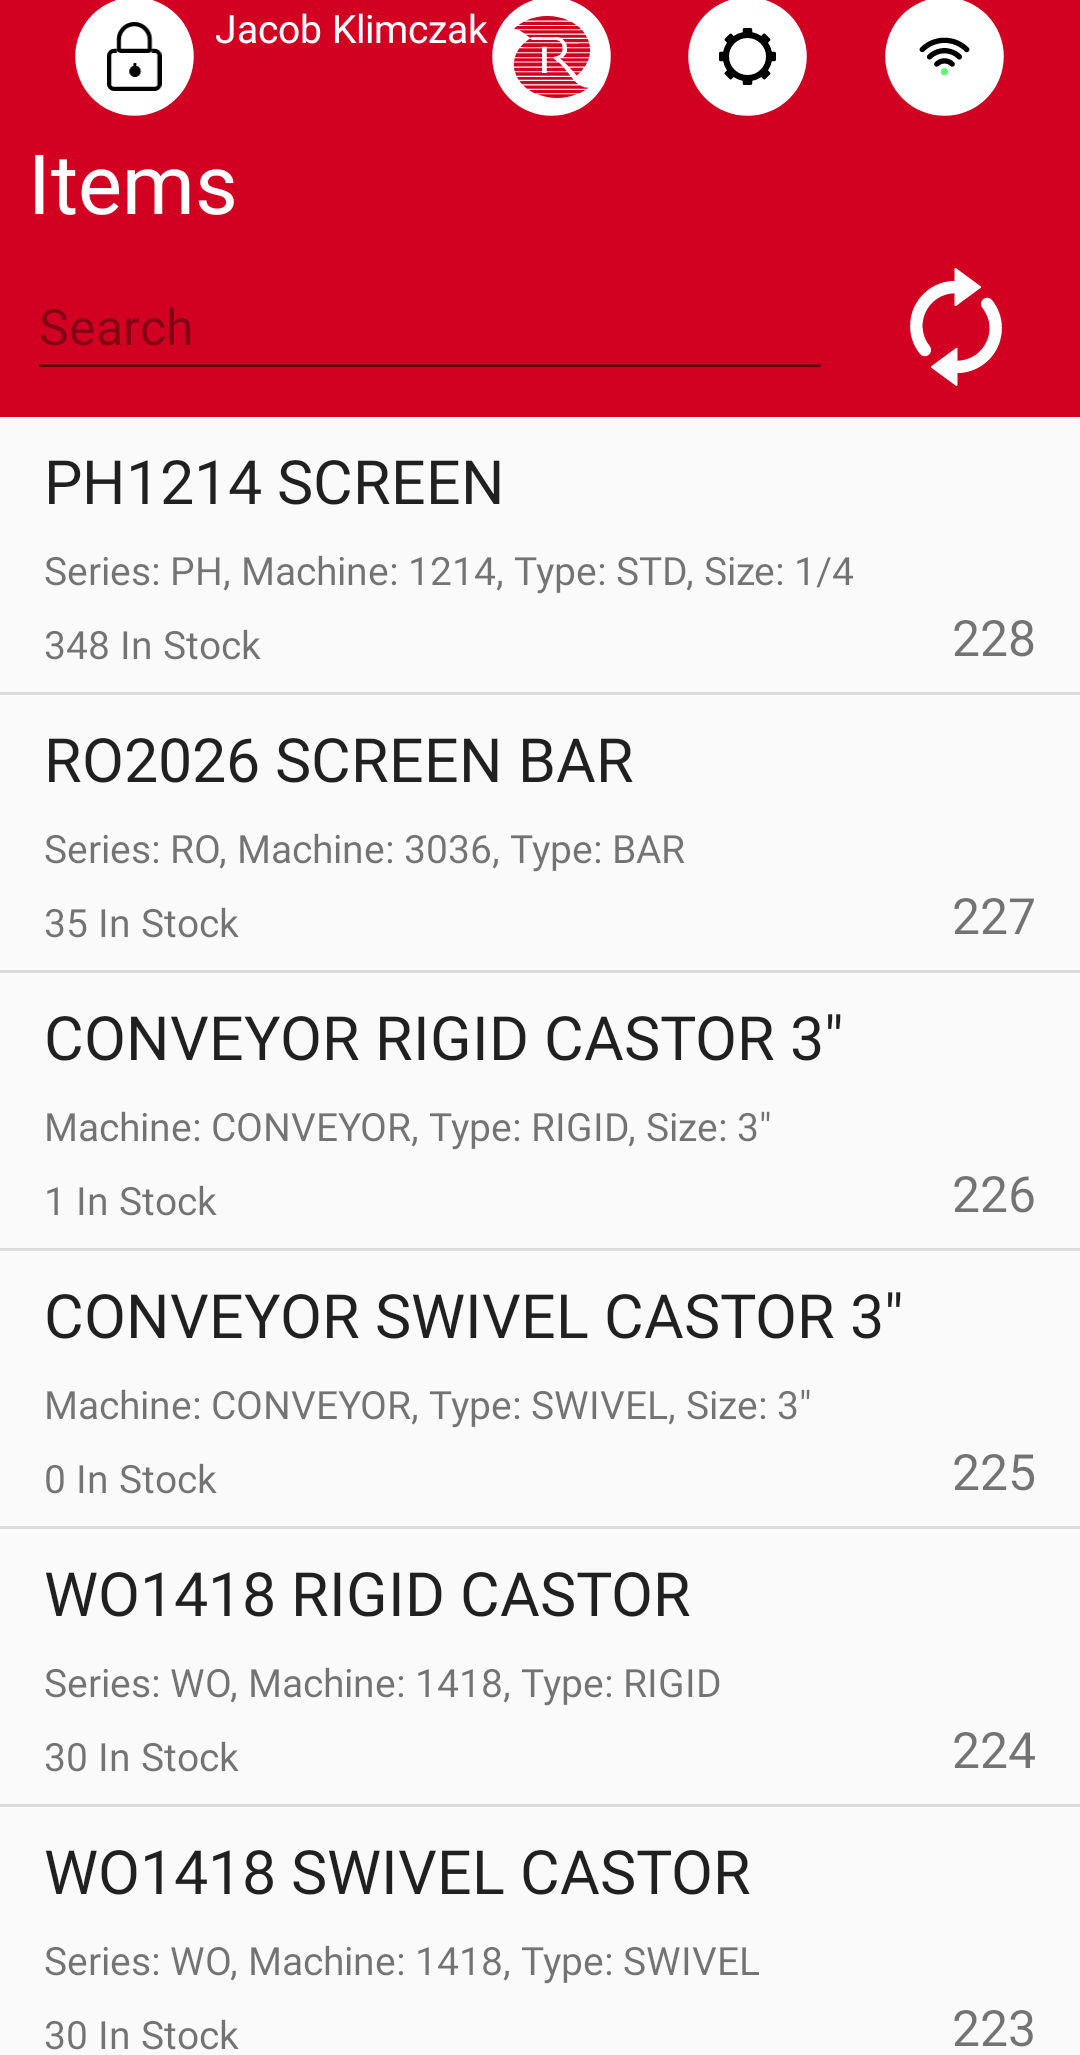 Jacob Klimczak
R
Items
Search
PH1214 SCREEN
Series: PH, Machine: 1214, Type: STD, Size: 1/4
348 In Stock
228
RO2026 SCREEN BAR
Series: RO, Machine: 3036, Type: BAR
35 In Stock
227
CONVEYOR RIGID CASTOR 3"
Machine: CONVEYOR, Type: RIGID, Size: 3"
1 In Stock
226
CONVEYOR SWIVEL CASTOR 3"
Machine: CONVEYOR, Type: SWIVEL, Size: 3"
0 In Stock
225
WO1418 RIGID CASTOR
Series: WO, Machine: 1418, Type: RIGID
30 In Stock
224
WO1418 SWIVEL CASTOR
Series: WO, Machine: 1418, Type: SWIVEL
30 In Stock
223